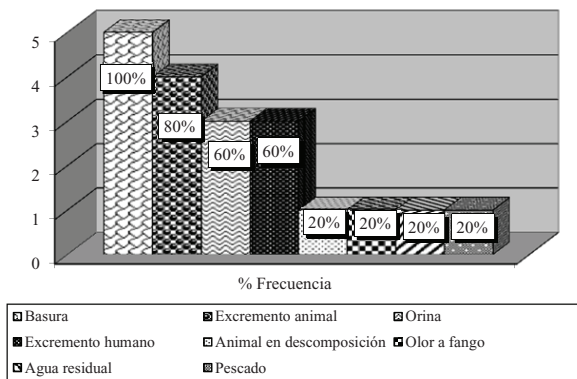 5
4
3
2
1
0
100%
80%
60%
60%
20%
20%
20%
20%
% Frecuencia
Basura
Excremento animal
Orina
Excremento humano
Animal en descomposición
Olor a fango
Agua residual
Pescado